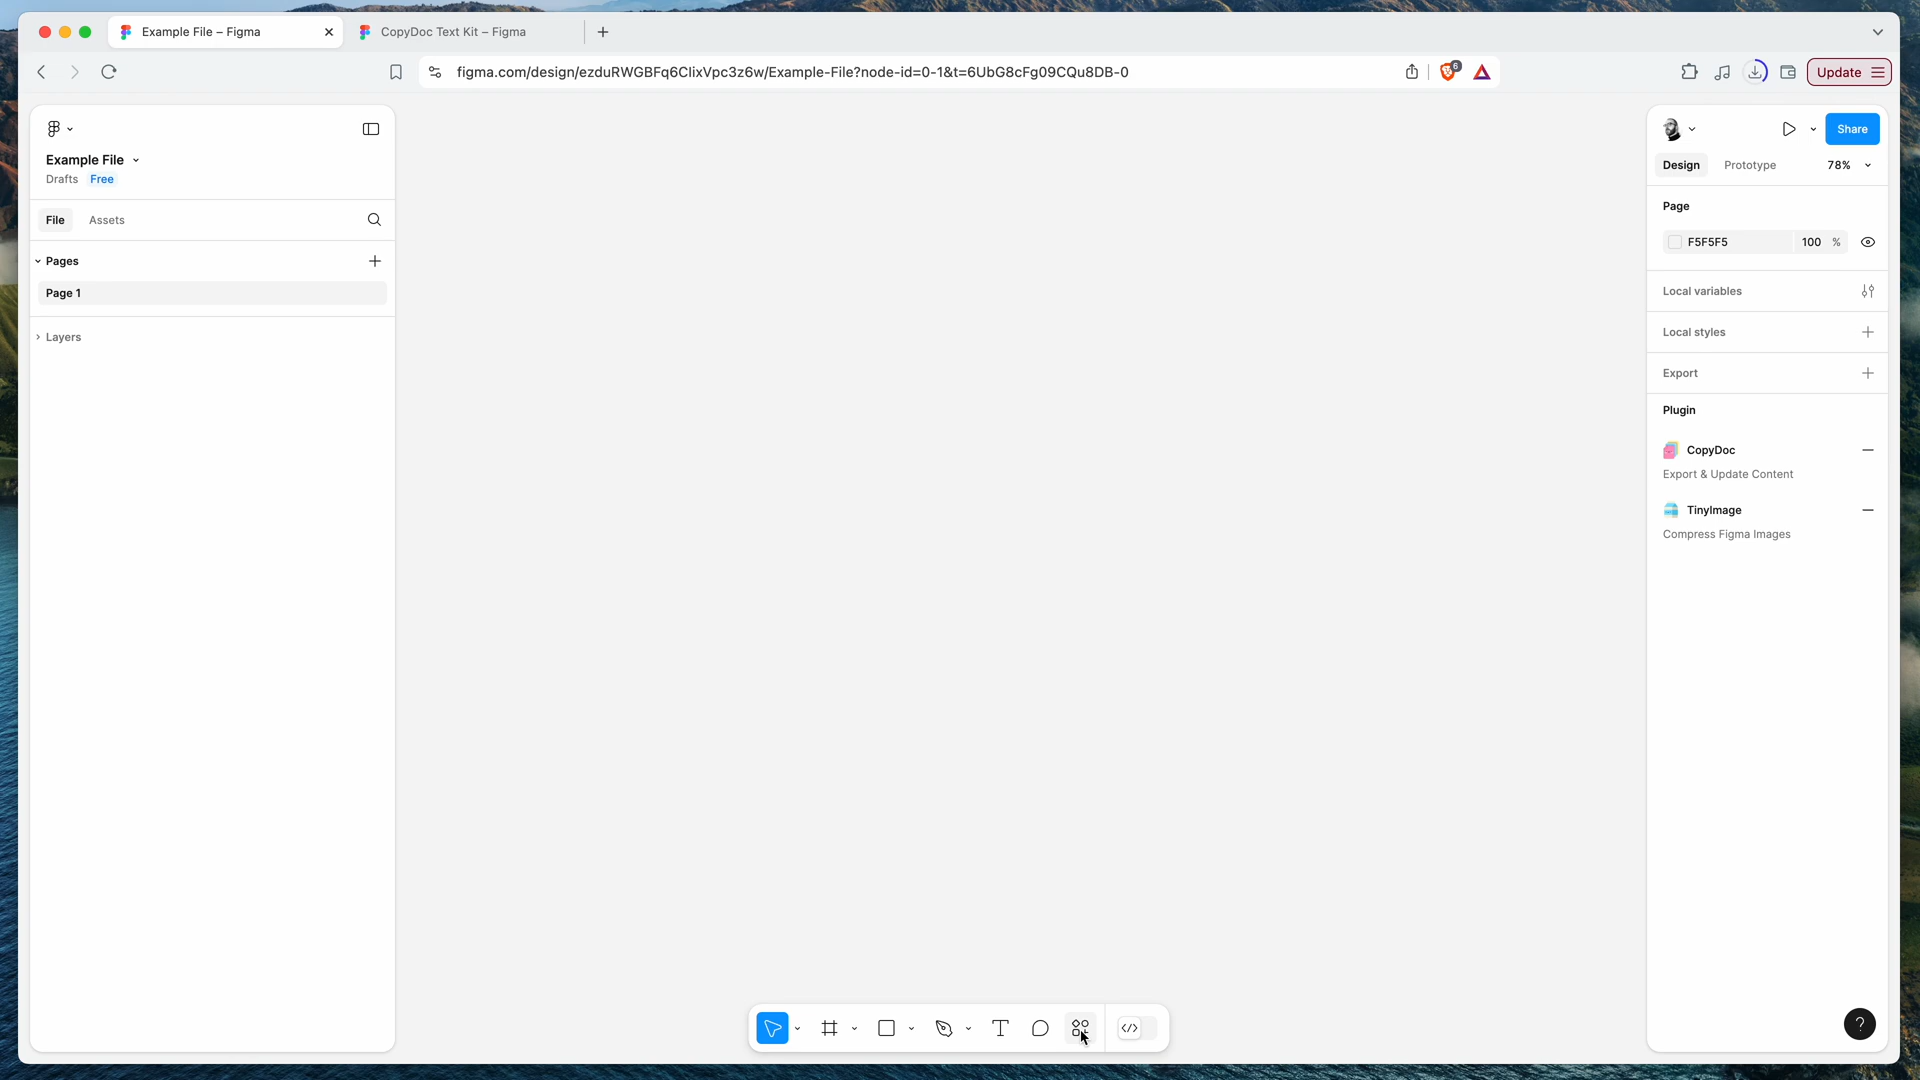 Example File – Figma
CopyDoc Text Kit – Figma
figma.com/design/ezduRWGBFq6ClixVpc3z6w/Example-File?node-id=0-1&t=6UbG8cFg09CQu8DB-0
6
Update
Example File
Drafts Free
File Assets
Pages
Page 1
Layers
Share
Design Prototype 78%
Page
F5F5F5 100 %
Local variables
Local styles
Export
Plugin
CopyDoc
Export & Update Content
TinyImage
Compress Figma Images
?